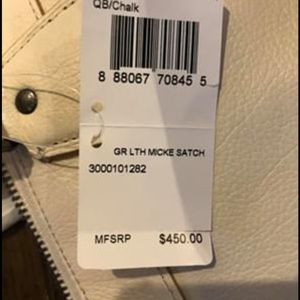 QB/Chalk
8 88067 70845 5
GR LTH MICKE SATCH
3000101282
MFSRP $450.00